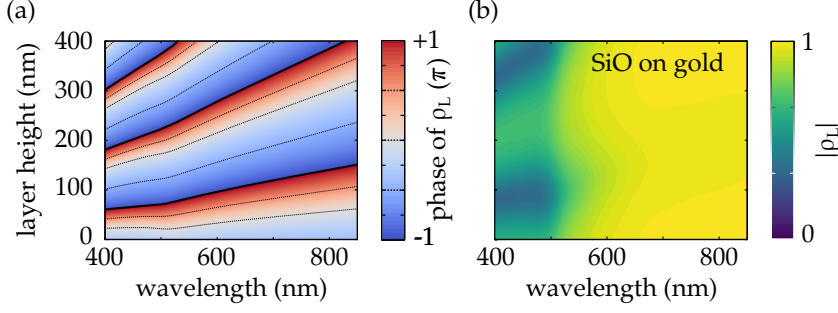 (a)
layer height (nm)
400
300
200
100
0
400
600
800
wavelength (nm)
+1
-1
phase of ρL (π)
(b)
SiO on gold
400
600
800
wavelength (nm)
1
0
|ρL|